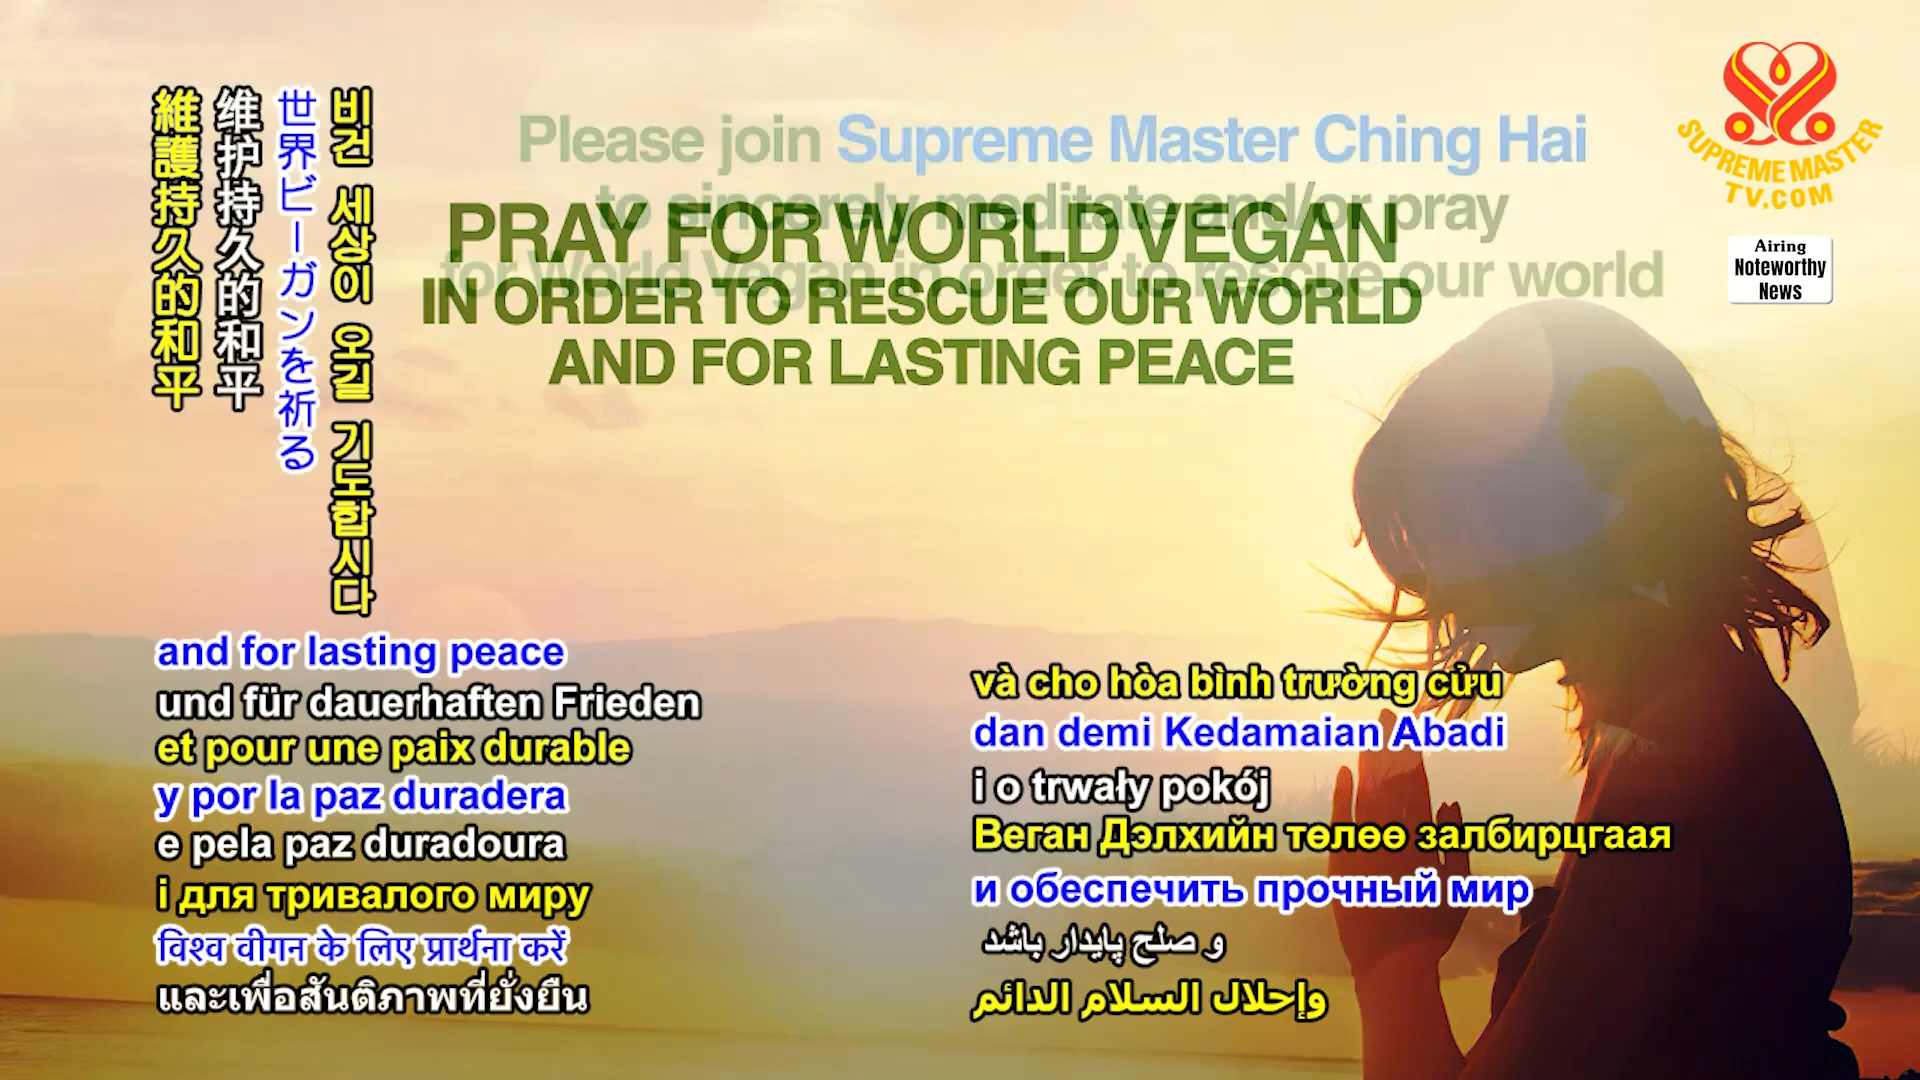 維護持久的和平
维护持久的和平
世界ビーガンを祈る
비건 세상이 오길 기도합시다
Please join Supreme Master Ching Hai
to sincerely meditate and/or pray
for World Vegan in order to rescue our world
PRAY FOR WORLD VEGAN
IN ORDER TO RESCUE OUR WORLD
AND FOR LASTING PEACE
SUPREME MASTER
TV.COM
Airing
Noteworthy
News
and for lasting peace
und für dauerhaften Frieden
et pour une paix durable
y por la paz duradera
e pela paz duradoura
і для тривалого миру
विश्व वीगन के लिए प्रार्थना करें
และเพื่อสันติภาพที่ยั่งยืน
và cho hòa bình trường cửu
dan demi Kedamaian Abadi
i o trwały pokój
Веган Дэлхийн төлөө залбирцгаая
и обеспечить прочный мир
و صلح پایدار باشد
وإحلال السلام الدائم